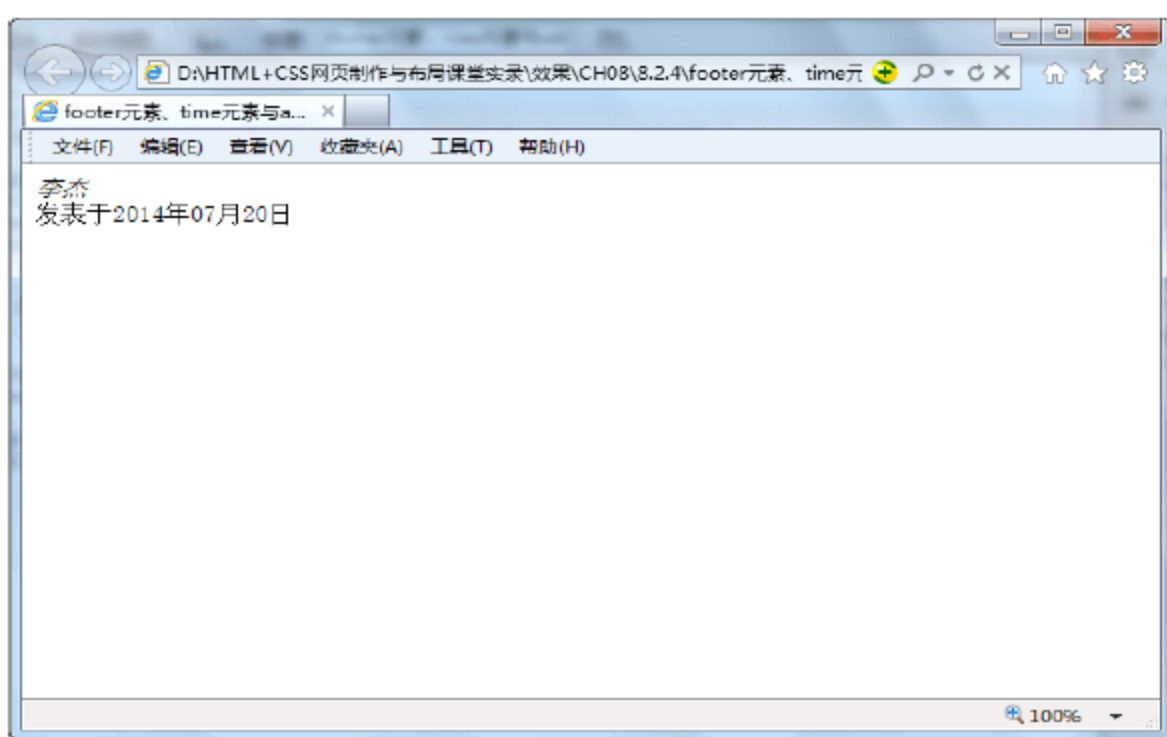 D:\HTML+CSS网页制作与布局课堂实录\效果\CH08\8.2.4\footer元素、time元
footer元素、time元素与a...
文件(F) 编辑(E) 查看(V) 收藏夹(A) 工具(T) 帮助(H)
李杰
发表于2014年07月20日
100%